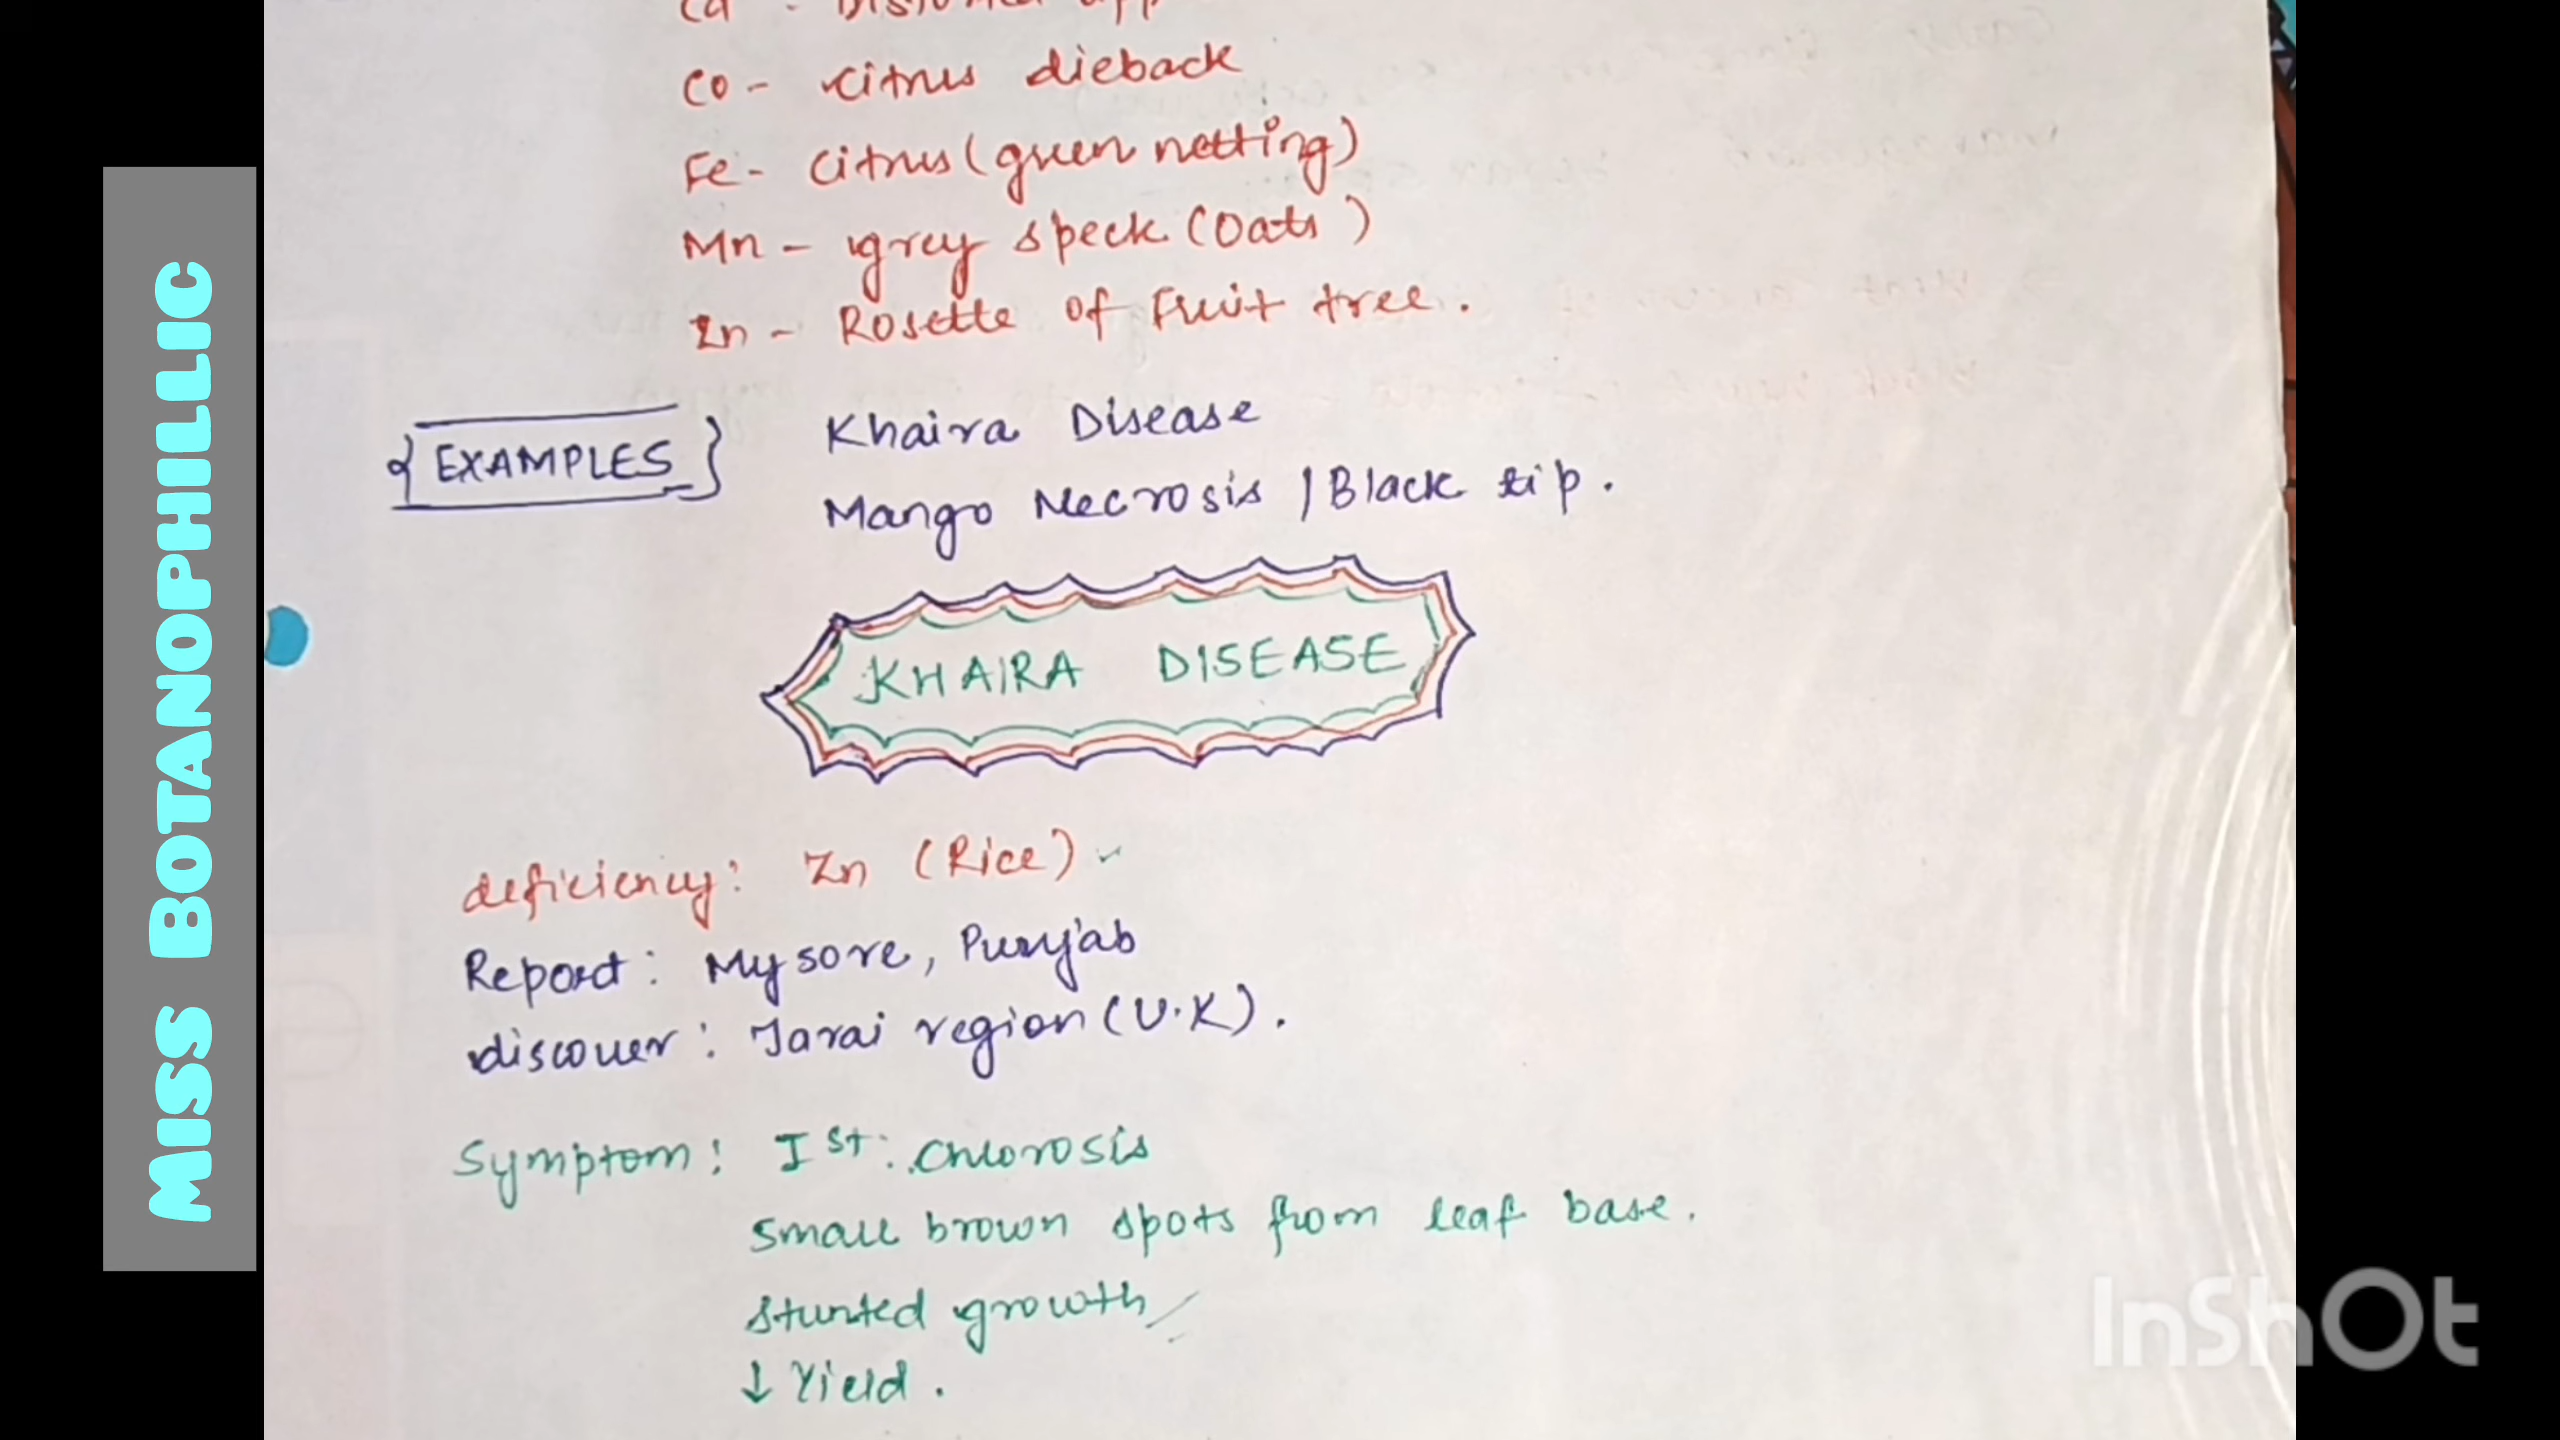 Co - Citrus dieback
Fe - Citrus (green netting)
Mn - grey speck (Oats)
Zn - Rosette of Fruit tree.
{EXAMPLES} Khaira Disease
Mango Necrosis / Black tip.
KHAIRA DISEASE
deficiency: Zn (Rice)
Report: Mysore, Punjab
discover: Tarai region (U.K).
Symptom: Ist: Chlorosis
small brown spots from leaf base.
stunted growth
↓ Yield.
MISS BOTANOPHILLIC
InShOt